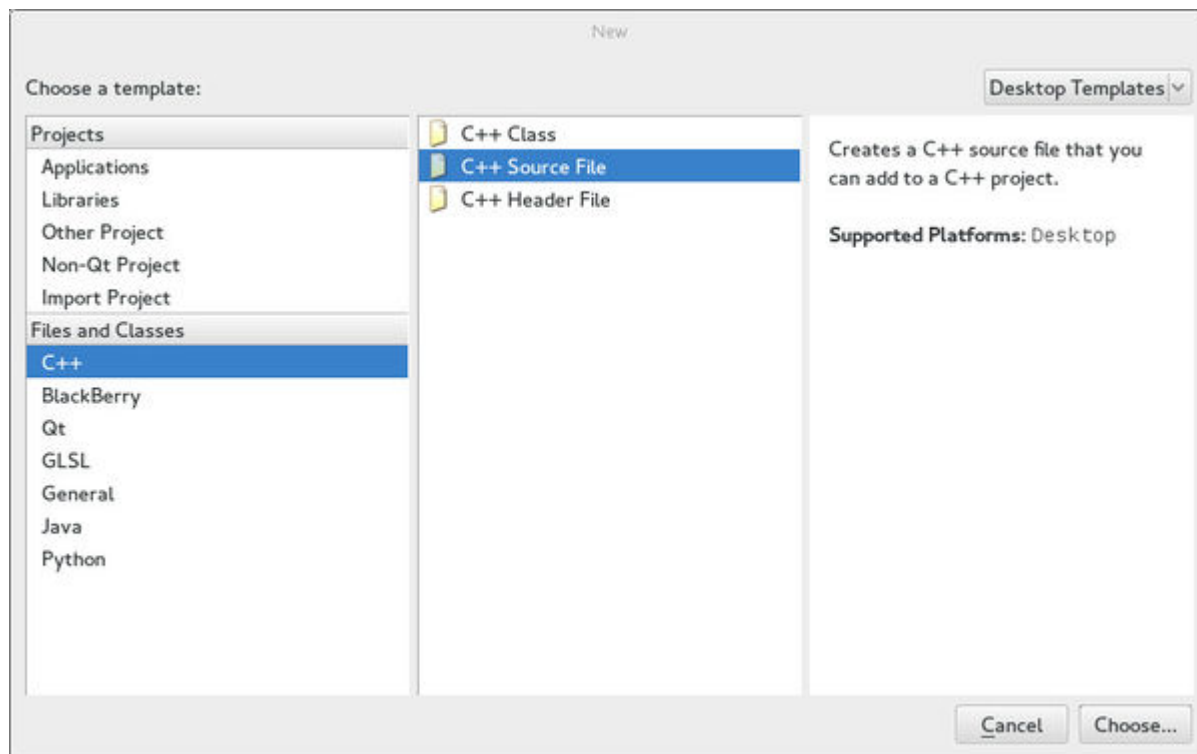 New
Choose a template:
Desktop Templates
Projects
Applications
Libraries
Other Project
Non-Qt Project
Import Project
Files and Classes
C++
BlackBerry
Qt
GLSL
General
Java
Python
C++ Class
C++ Source File
C++ Header File
Creates a C++ source file that you
can add to a C++ project.
Supported Platforms: Desktop
Cancel
Choose...